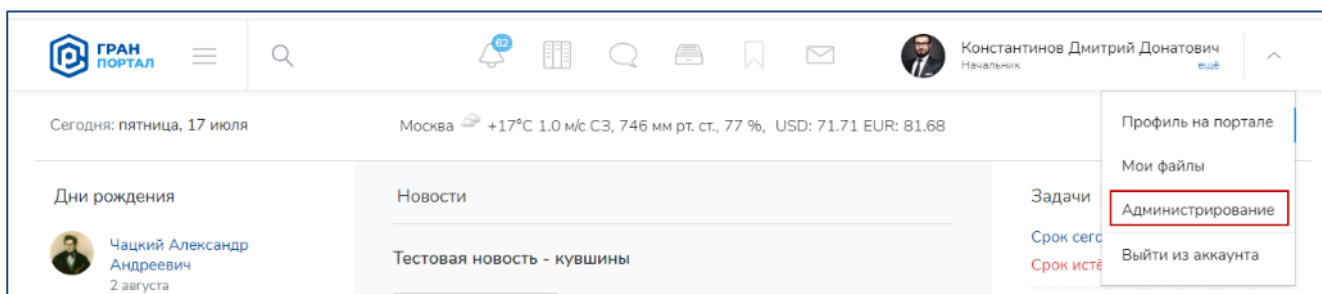 ГРАН
ПОРТАЛ
62
Константинов Дмитрий Донатович
Начальник
ещё
Сегодня: пятница, 17 июля
Москва +17°C 1.0 м/с СЗ, 746 мм рт. ст., 77 %, USD: 71.71 EUR: 81.68
Профиль на портале
Мои файлы
Администрирование
Выйти из аккаунта
Дни рождения
Чацкий Александр
Андреевич
2 августа
Новости
Тестовая новость - кувшины
Задачи
Срок сего
Срок истё